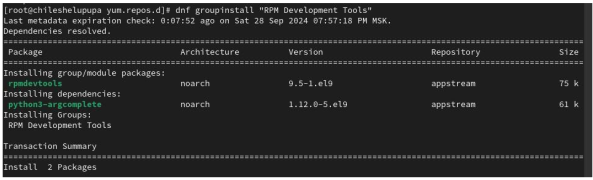 [root@chileshelupupa yum.repos.d]# dnf groupinstall "RPM Development Tools"
Last metadata expiration check: 0:07:52 ago on Sat 28 Sep 2024 07:57:18 PM MSK.
Dependencies resolved.
================================================================================
Package Architecture Version Repository Size
================================================================================
Installing group/module packages:
rpmdevtools noarch 9.5-1.el9 appstream 75 k
Installing dependencies:
python3-argcomplete noarch 1.12.0-5.el9 appstream 61 k
Installing Groups:
RPM Development Tools
Transaction Summary
================================================================================
Install 2 Packages